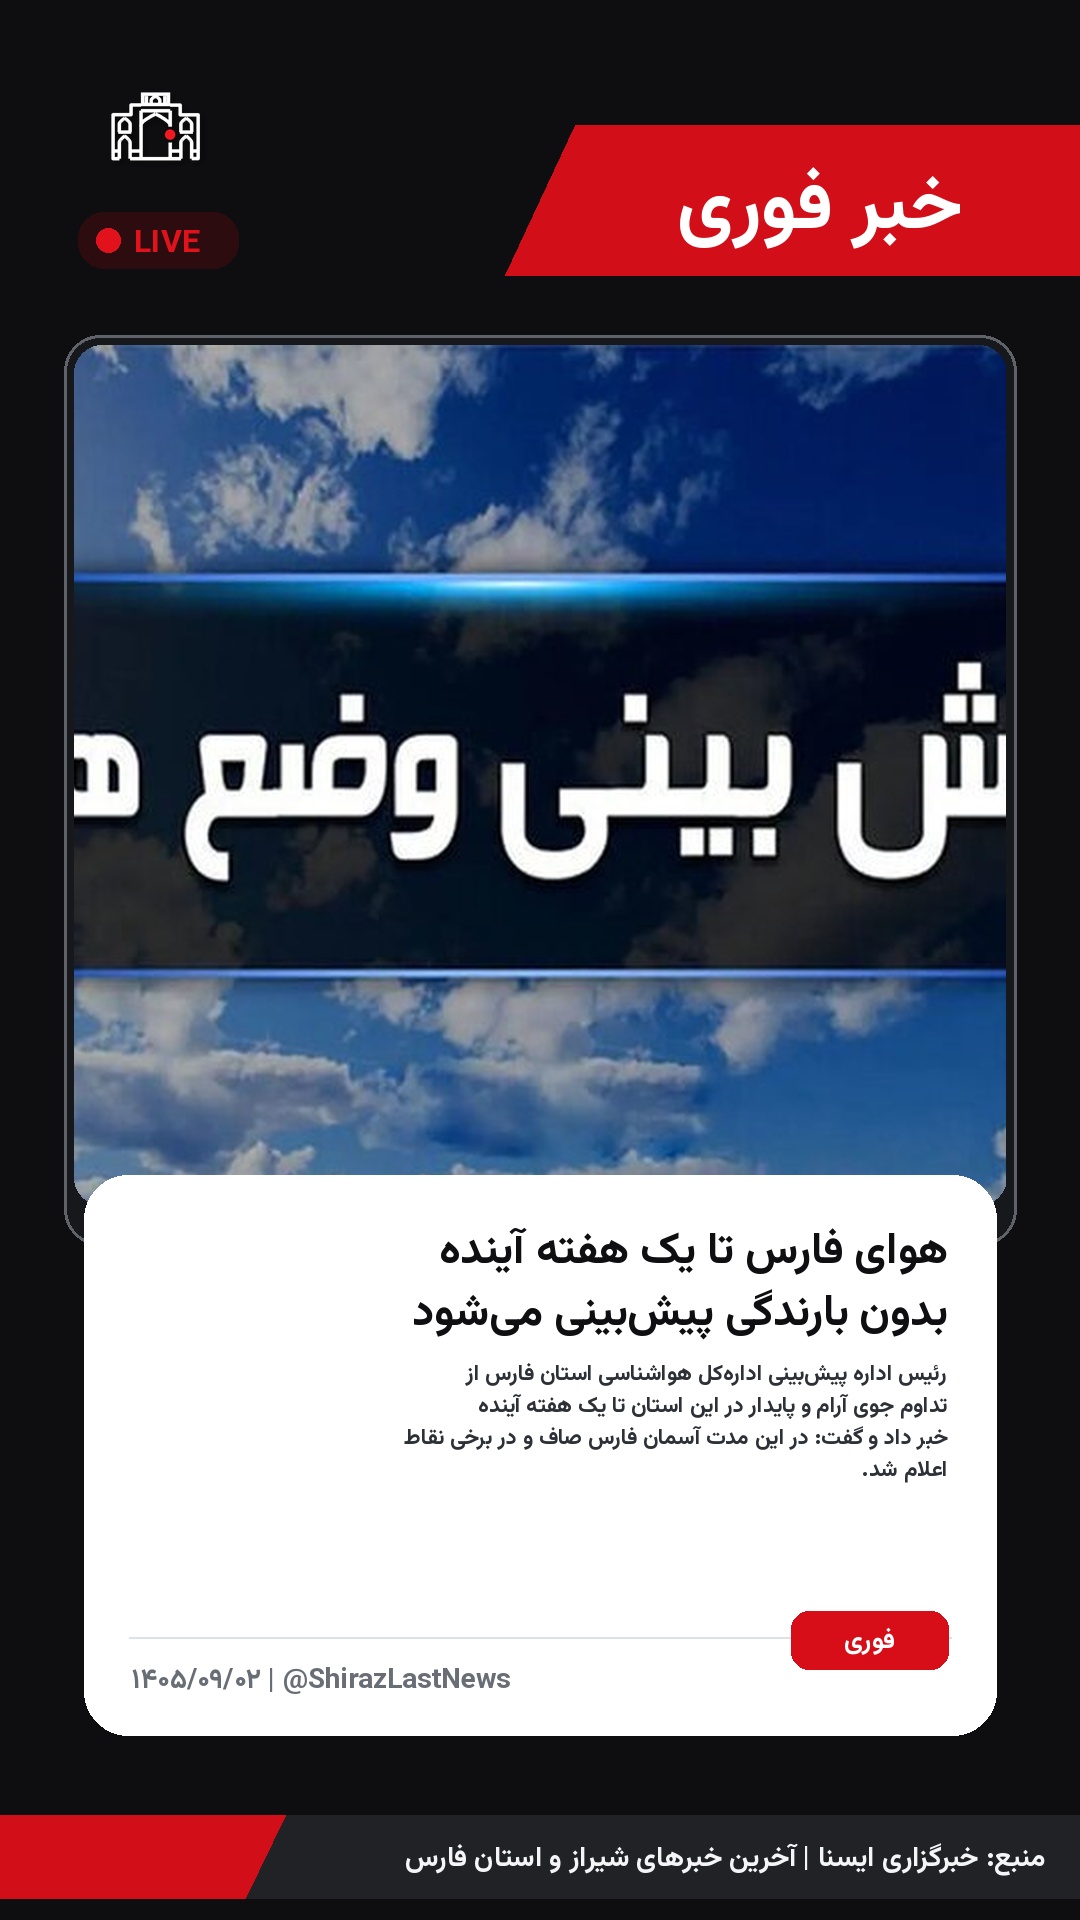 خبر فوری
LIVE
ش بینی وضع ه
هوای فارس تا یک هفته آینده
بدون بارندگی پیش‌بینی می‌شود
رئیس اداره پیش‌بینی اداره‌کل هواشناسی استان فارس از
تداوم جوی آرام و پایدار در این استان تا یک هفته آینده
خبر داد و گفت: در این مدت آسمان فارس صاف و در برخی نقاط
اعلام شد.
فوری
۱۴۰۵/۰۹/۰۲ | @ShirazLastNews
منبع: خبرگزاری ایسنا | آخرین خبرهای شیراز و استان فارس